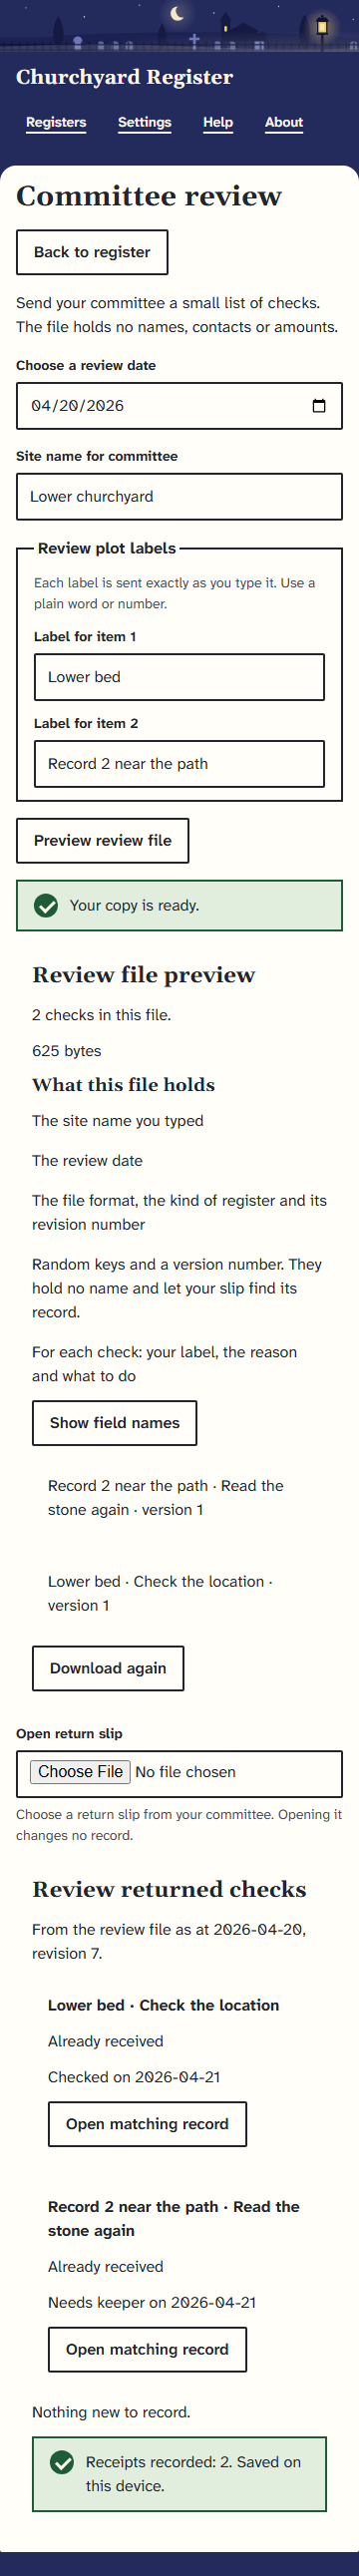 Churchyard Register
Registers Settings Help About
Committee review
Back to register
Send your committee a small list of checks.
The file holds no names, contacts or amounts.
Choose a review date
04/20/2026
Site name for committee
Lower churchyard
Review plot labels
Each label is sent exactly as you type it. Use a
plain word or number.
Label for item 1
Lower bed
Label for item 2
Record 2 near the path
Preview review file
Your copy is ready.
Review file preview
2 checks in this file.
625 bytes
What this file holds
The site name you typed
The review date
The file format, the kind of register and its
revision number
Random keys and a version number. They
hold no name and let your slip find its
record.
For each check: your label, the reason
and what to do
Show field names
Record 2 near the path · Read the
stone again · version 1
Lower bed · Check the location ·
version 1
Download again
Open return slip
Choose File No file chosen
Choose a return slip from your committee. Opening it
changes no record.
Review returned checks
From the review file as at 2026-04-20,
revision 7.
Lower bed · Check the location
Already received
Checked on 2026-04-21
Open matching record
Record 2 near the path · Read the
stone again
Already received
Needs keeper on 2026-04-21
Open matching record
Nothing new to record.
Receipts recorded: 2. Saved on
this device.